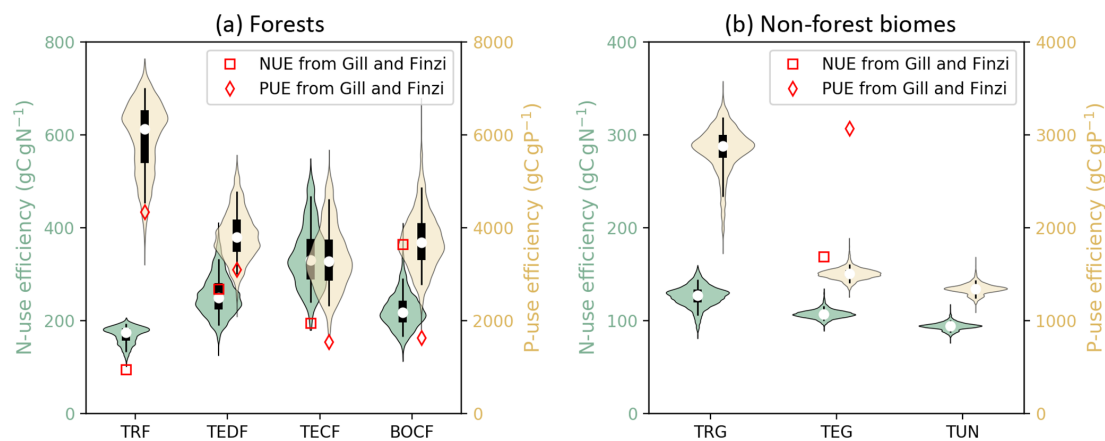 (a) Forests
800
600
400
200
0
N-use efficiency (gC gN⁻¹)
8000
6000
4000
2000
0
P-use efficiency (gC gP⁻¹)
NUE from Gill and Finzi
PUE from Gill and Finzi
TRF TEDF TECF BOCF
(b) Non-forest biomes
400
300
200
100
0
N-use efficiency (gC gN⁻¹)
4000
3000
2000
1000
0
P-use efficiency (gC gP⁻¹)
NUE from Gill and Finzi
PUE from Gill and Finzi
TRG TEG TUN